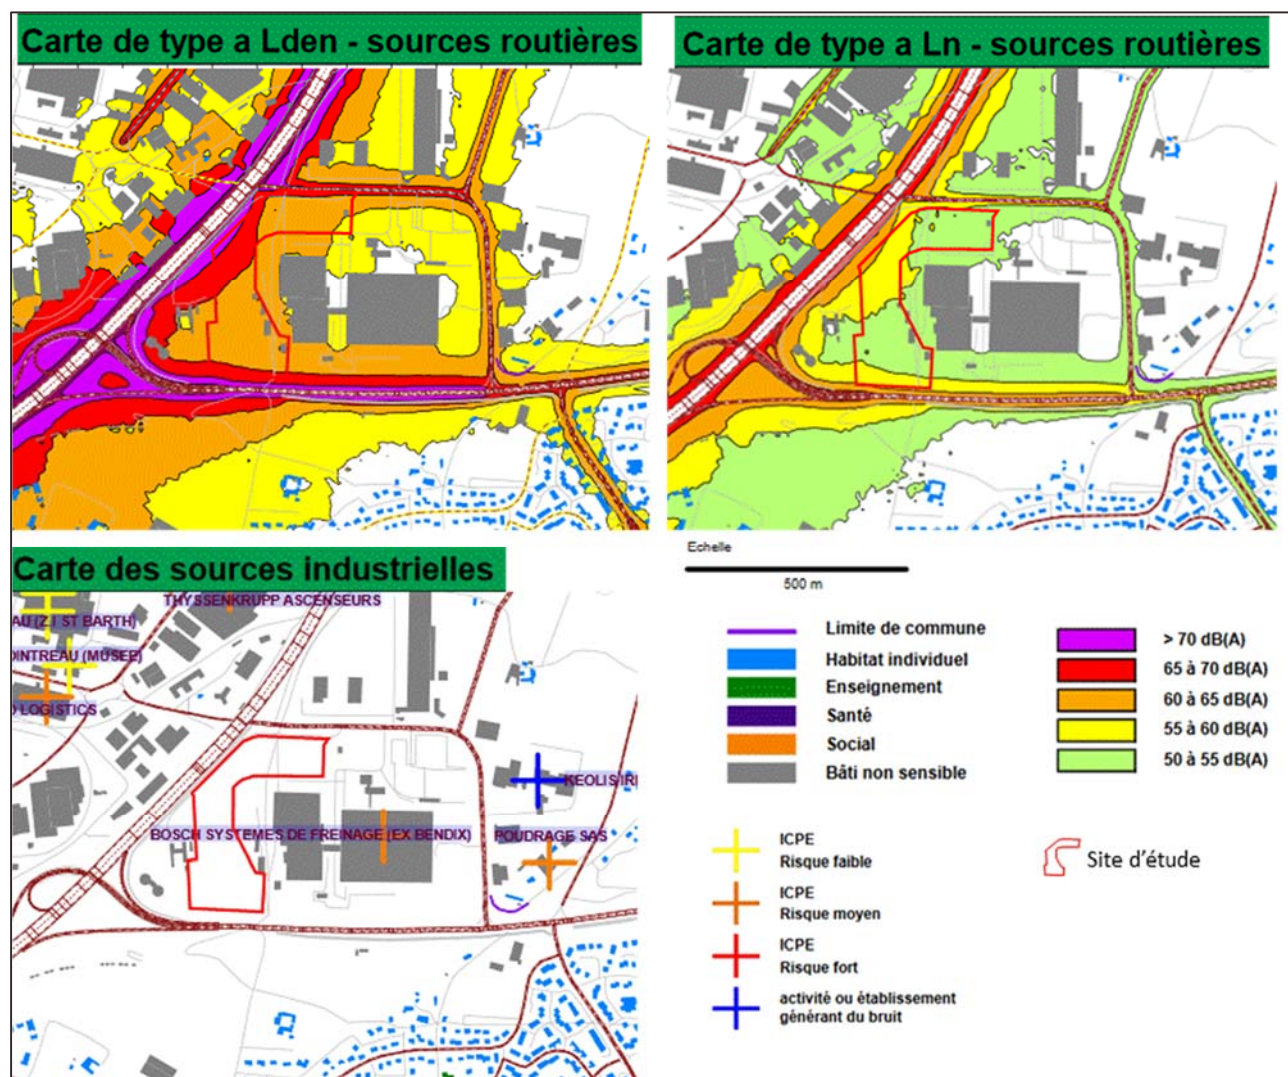 Carte de type a Lden - sources routières
Carte de type a Ln - sources routières
Carte des sources industrielles
THYSSENKRUPP ASCENSEURS
AU (Z.I ST BARTH)
OINTREAU (MUSEE)
LOGISTICS
KEOLIS IR
BOSCH SYSTEMES DE FREINAGE (EX BENDIX)
POUDRAGE SAS
Echelle
500 m
Limite de commune
Habitat individuel
Enseignement
Santé
Social
Bâti non sensible
> 70 dB(A)
65 à 70 dB(A)
60 à 65 dB(A)
55 à 60 dB(A)
50 à 55 dB(A)
ICPE
Risque faible
ICPE
Risque moyen
ICPE
Risque fort
activité ou établissement
générant du bruit
Site d'étude